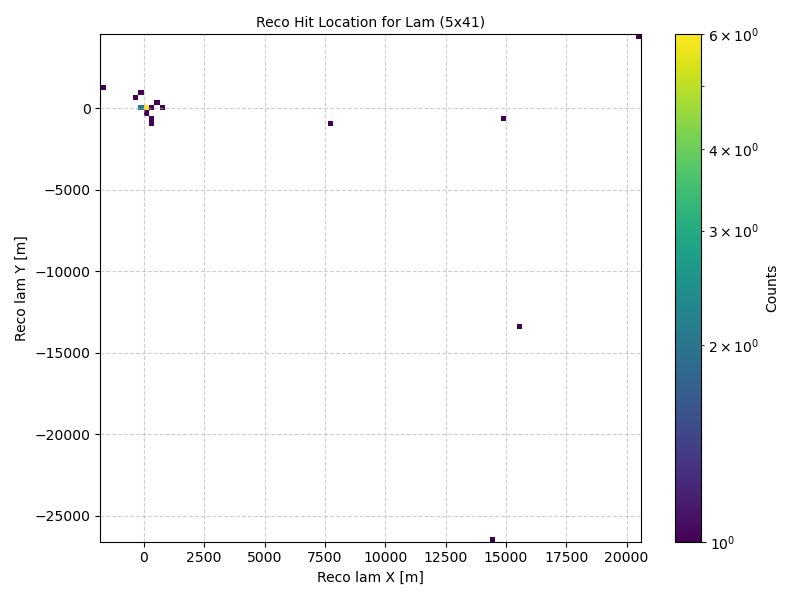 Reco Hit Location for Lam (5x41)
0
−5000
−10000
−15000
−20000
−25000
Reco lam Y [m]
0 2500 5000 7500 10000 12500 15000 17500 20000
Reco lam X [m]
6 × 10⁰
4 × 10⁰
3 × 10⁰
2 × 10⁰
10⁰
Counts